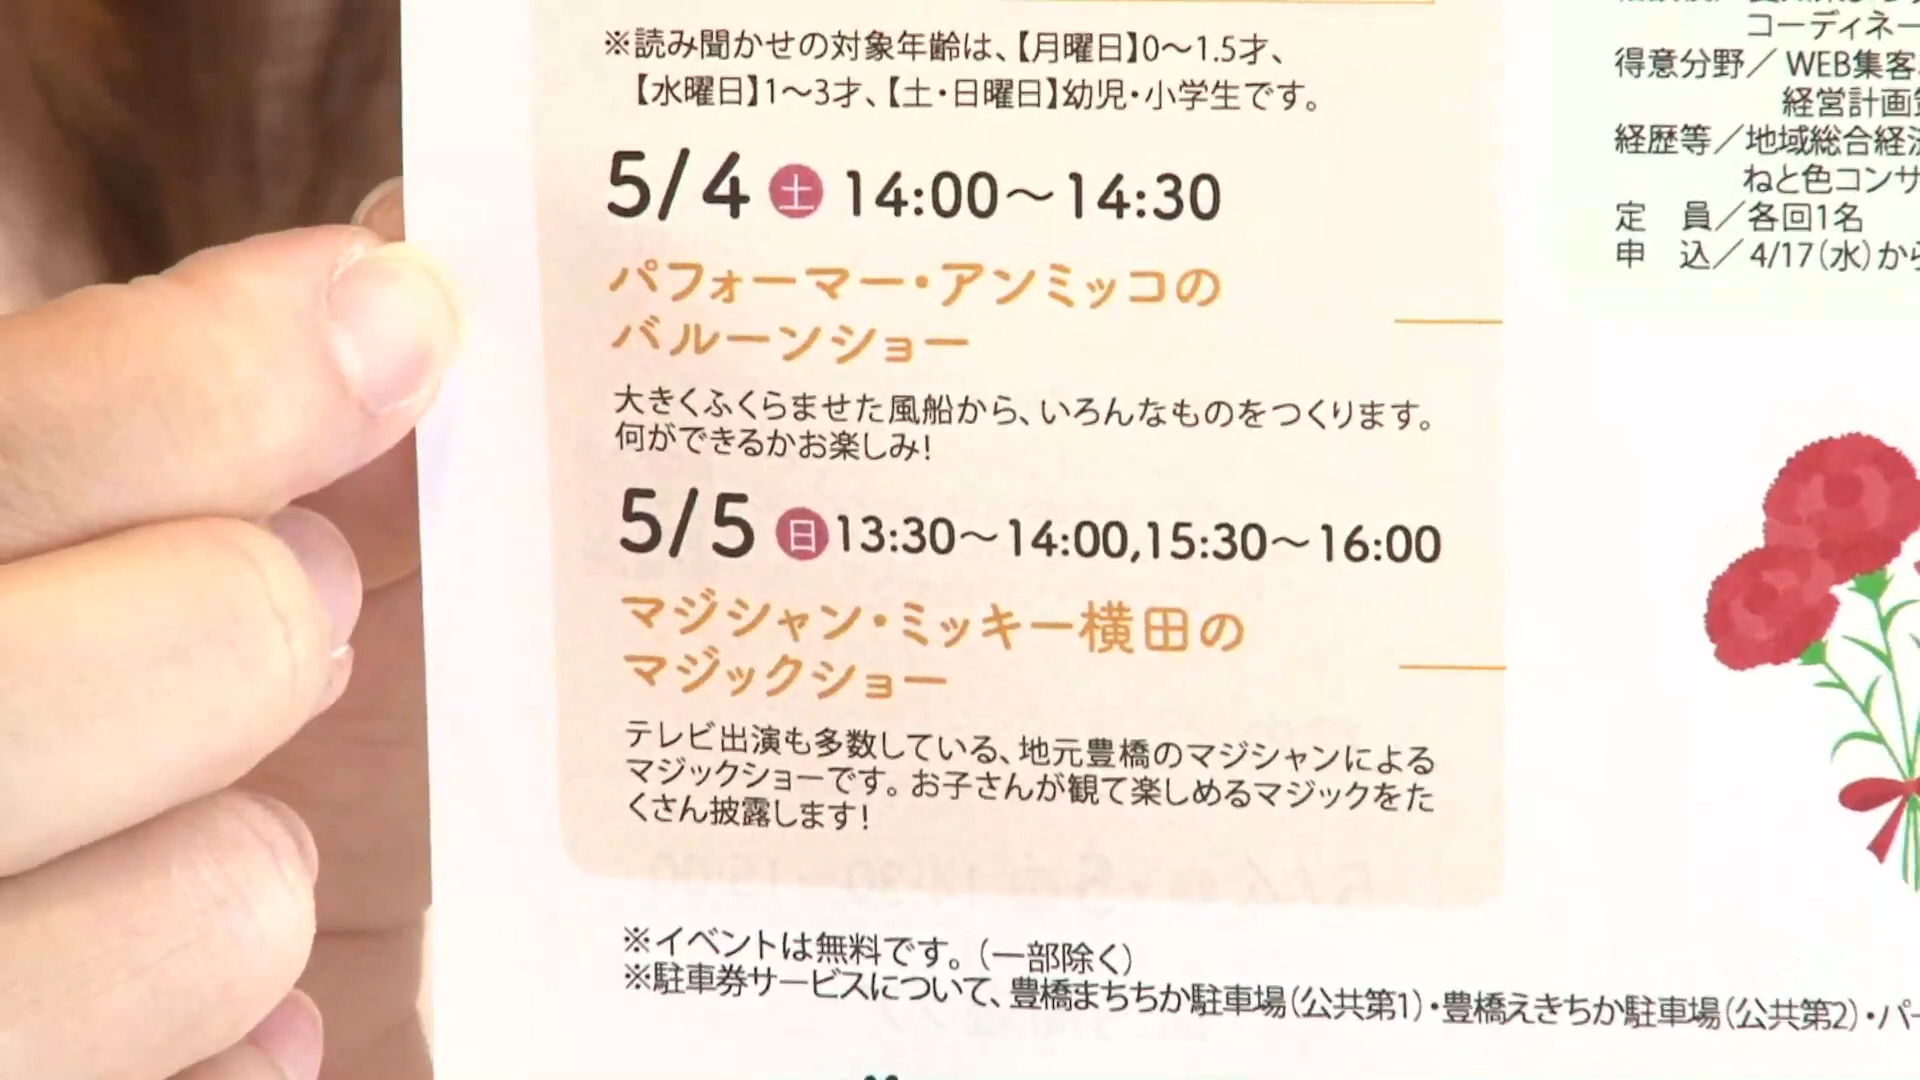 ※読み聞かせの対象年齢は、【月曜日】0〜1.5才、
【水曜日】1〜3才、【土・日曜日】幼児・小学生です。
5/4 土 14:00〜14:30
パフォーマー・アンミッコの
バルーンショー
大きくふくらませた風船から、いろんなものをつくります。
何ができるかお楽しみ!
5/5 日 13:30〜14:00,15:30〜16:00
マジシャン・ミッキー横田の
マジックショー
テレビ出演も多数している、地元豊橋のマジシャンによる
マジックショーです。お子さんが観て楽しめるマジックをた
くさん披露します!
※イベントは無料です。(一部除く)
※駐車券サービスについて、豊橋まちちか駐車場(公共第1)・豊橋えきちか駐車場(公共第2)・パー
コーディネー
得意分野／WEB集客
経営計画
経歴等／地域総合経済
ねと色コンサ
定　員／各回1名
申　込／4/17(水)から